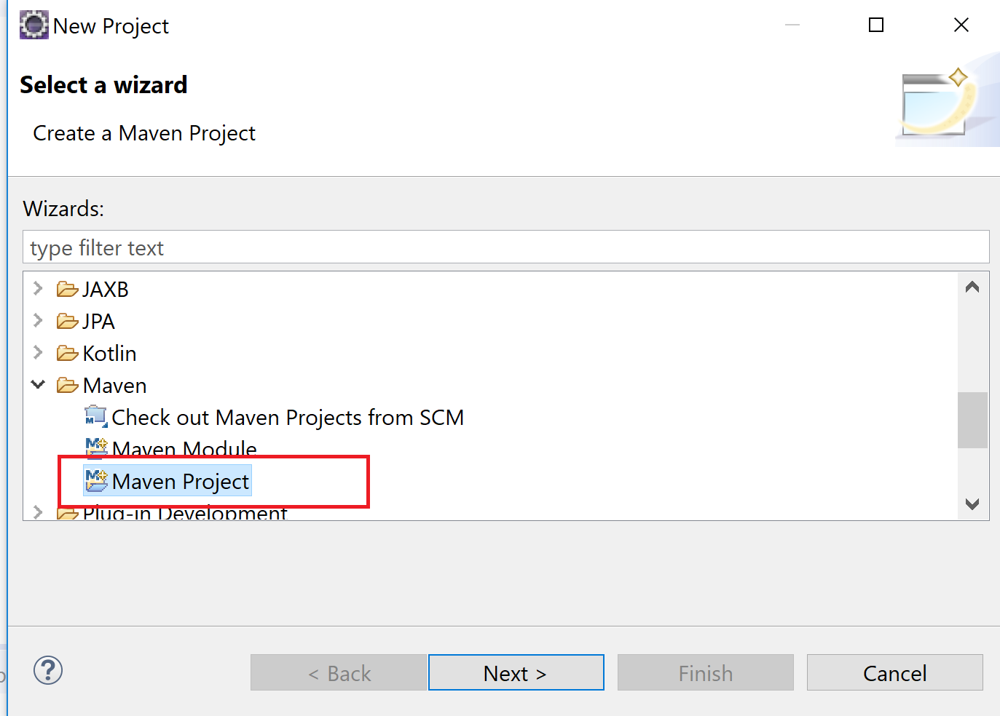 New Project
Select a wizard
Create a Maven Project
Wizards:
type filter text
JAXB
JPA
Kotlin
Maven
Check out Maven Projects from SCM
Maven Module
Maven Project
Plug-in Development
< Back
Next >
Finish
Cancel